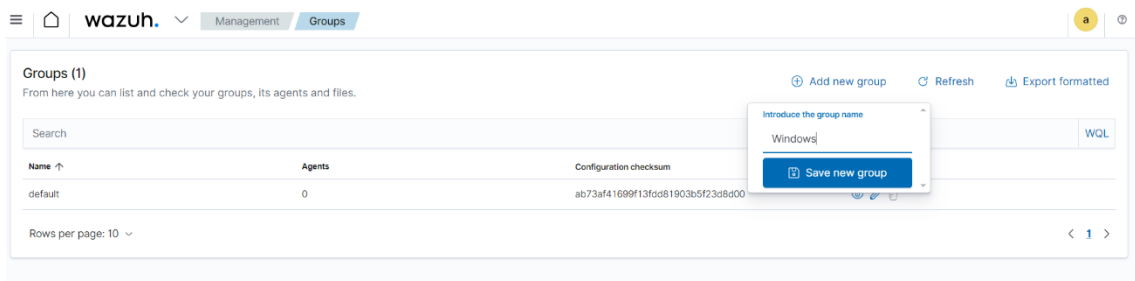 wazuh. Management Groups a
Groups (1)
Add new group Refresh Export formatted
From here you can list and check your groups, its agents and files.
Introduce the group name
Search WQL
Windows
Name Agents Configuration checksum
Save new group
default 0 ab73af41699f13fdd81903b5f23d8d00
Rows per page: 10 1